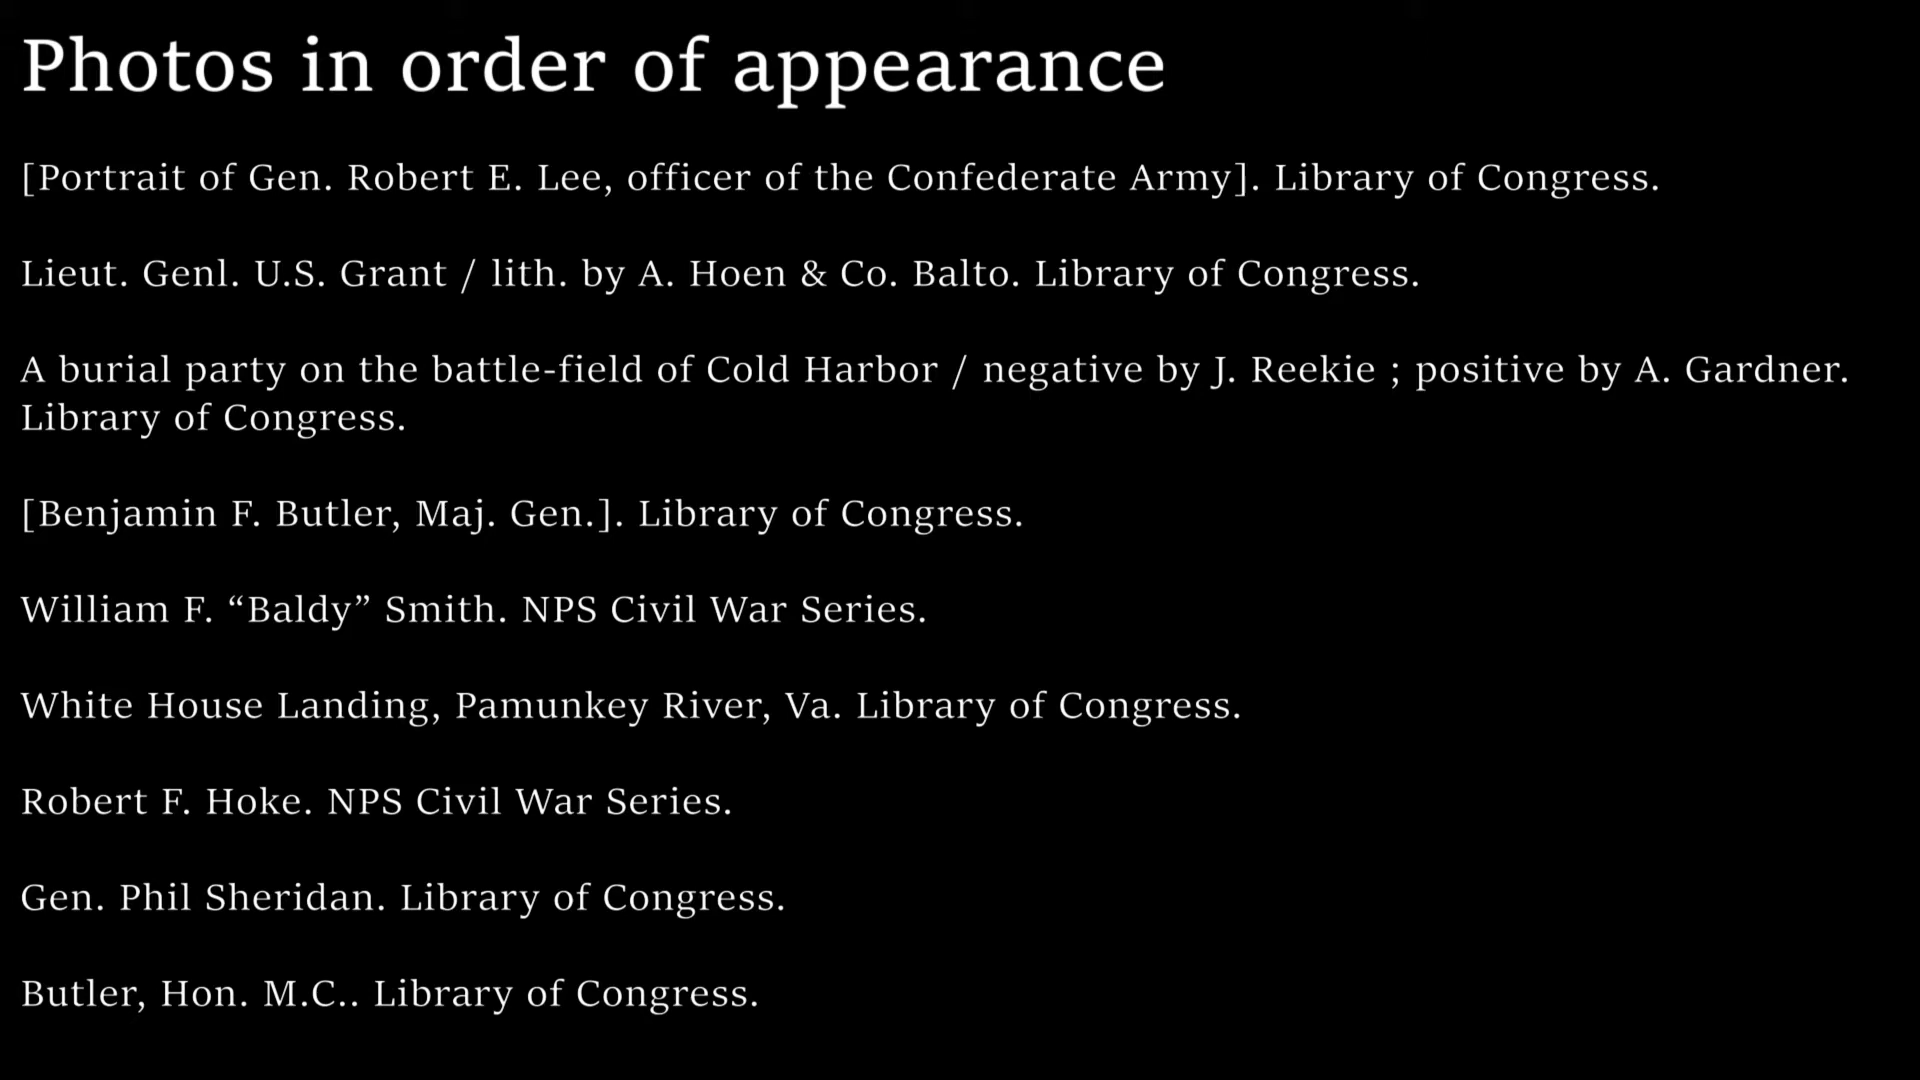 Photos in order of appearance
[Portrait of Gen. Robert E. Lee, officer of the Confederate Army]. Library of Congress.
Lieut. Genl. U.S. Grant / lith. by A. Hoen & Co. Balto. Library of Congress.
A burial party on the battle-field of Cold Harbor / negative by J. Reekie ; positive by A. Gardner.
Library of Congress.
[Benjamin F. Butler, Maj. Gen.]. Library of Congress.
William F. “Baldy” Smith. NPS Civil War Series.
White House Landing, Pamunkey River, Va. Library of Congress.
Robert F. Hoke. NPS Civil War Series.
Gen. Phil Sheridan. Library of Congress.
Butler, Hon. M.C.. Library of Congress.